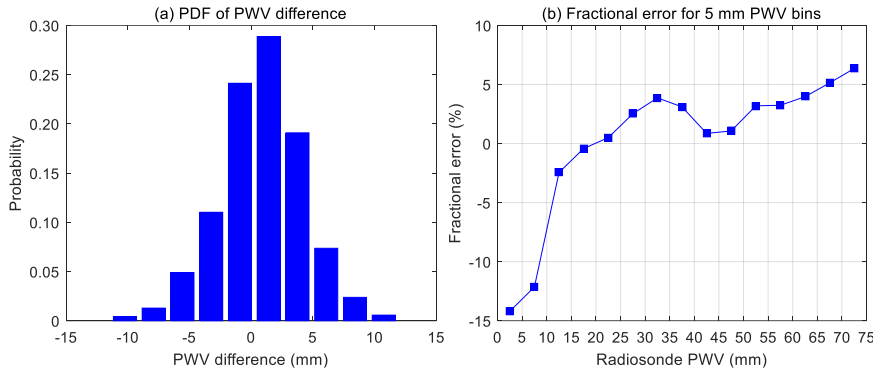 (a) PDF of PWV difference
0.30
0.25
0.20
0.15
0.10
0.05
0
Probability
-15 -10 -5 0 5 10 15
PWV difference (mm)
(b) Fractional error for 5 mm PWV bins
10
5
0
-5
-10
-15
Fractional error (%)
0 5 10 15 20 25 30 35 40 45 50 55 60 65 70 75
Radiosonde PWV (mm)